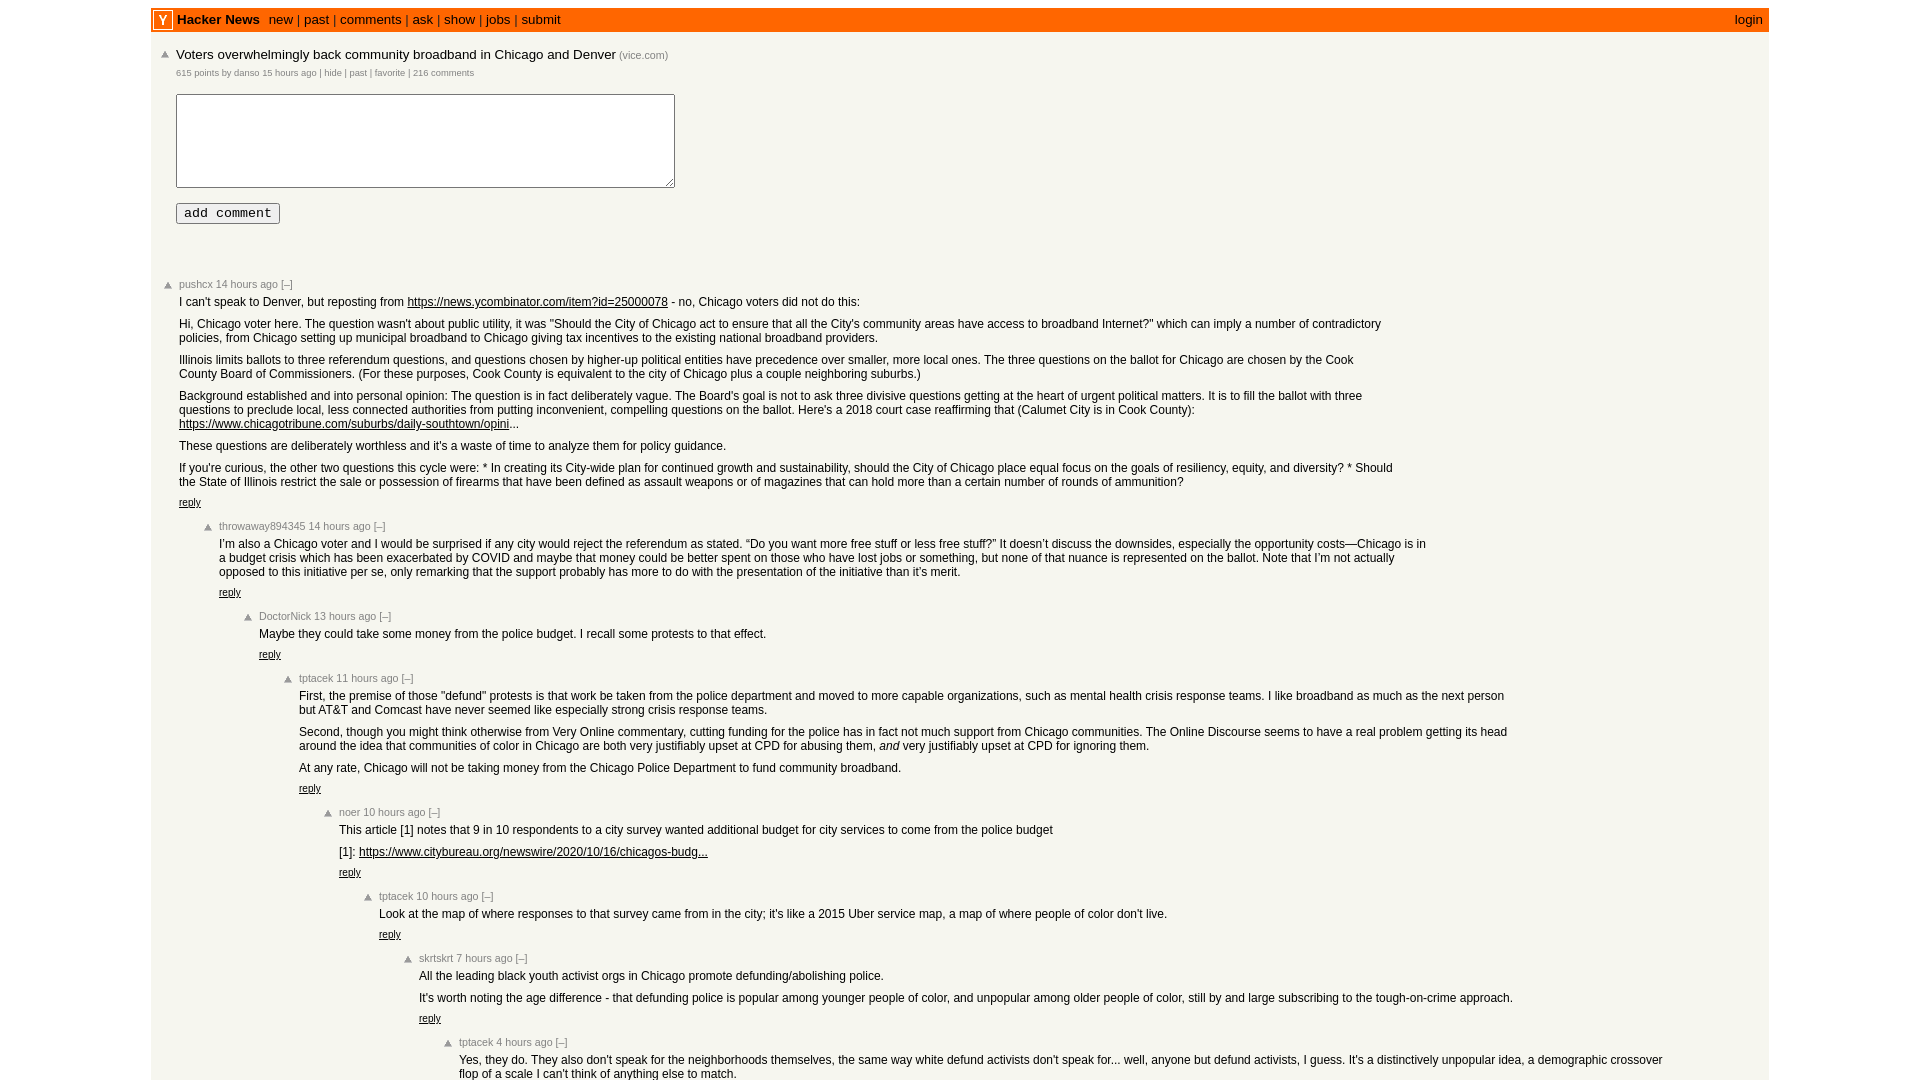 Y Hacker News new | past | comments | ask | show | jobs | submit login
Voters overwhelmingly back community broadband in Chicago and Denver (vice.com)
615 points by danso 15 hours ago | hide | past | favorite | 216 comments
add comment
pushcx 14 hours ago [–]
I can't speak to Denver, but reposting from https://news.ycombinator.com/item?id=25000078 - no, Chicago voters did not do this:
Hi, Chicago voter here. The question wasn't about public utility, it was "Should the City of Chicago act to ensure that all the City's community areas have access to broadband Internet?" which can imply a number of contradictory
policies, from Chicago setting up municipal broadband to Chicago giving tax incentives to the existing national broadband providers.
Illinois limits ballots to three referendum questions, and questions chosen by higher-up political entities have precedence over smaller, more local ones. The three questions on the ballot for Chicago are chosen by the Cook
County Board of Commissioners. (For these purposes, Cook County is equivalent to the city of Chicago plus a couple neighboring suburbs.)
Background established and into personal opinion: The question is in fact deliberately vague. The Board's goal is not to ask three divisive questions getting at the heart of urgent political matters. It is to fill the ballot with three
questions to preclude local, less connected authorities from putting inconvenient, compelling questions on the ballot. Here's a 2018 court case reaffirming that (Calumet City is in Cook County):
https://www.chicagotribune.com/suburbs/daily-southtown/opini...
These questions are deliberately worthless and it's a waste of time to analyze them for policy guidance.
If you're curious, the other two questions this cycle were: * In creating its City-wide plan for continued growth and sustainability, should the City of Chicago place equal focus on the goals of resiliency, equity, and diversity? * Should
the State of Illinois restrict the sale or possession of firearms that have been defined as assault weapons or of magazines that can hold more than a certain number of rounds of ammunition?
reply
throwaway894345 14 hours ago [–]
I’m also a Chicago voter and I would be surprised if any city would reject the referendum as stated. “Do you want more free stuff or less free stuff?” It doesn’t discuss the downsides, especially the opportunity costs—Chicago is in
a budget crisis which has been exacerbated by COVID and maybe that money could be better spent on those who have lost jobs or something, but none of that nuance is represented on the ballot. Note that I’m not actually
opposed to this initiative per se, only remarking that the support probably has more to do with the presentation of the initiative than it’s merit.
reply
DoctorNick 13 hours ago [–]
Maybe they could take some money from the police budget. I recall some protests to that effect.
reply
tptacek 11 hours ago [–]
First, the premise of those "defund" protests is that work be taken from the police department and moved to more capable organizations, such as mental health crisis response teams. I like broadband as much as the next person
but AT&T and Comcast have never seemed like especially strong crisis response teams.
Second, though you might think otherwise from Very Online commentary, cutting funding for the police has in fact not much support from Chicago communities. The Online Discourse seems to have a real problem getting its head
around the idea that communities of color in Chicago are both very justifiably upset at CPD for abusing them, and very justifiably upset at CPD for ignoring them.
At any rate, Chicago will not be taking money from the Chicago Police Department to fund community broadband.
reply
noer 10 hours ago [–]
This article [1] notes that 9 in 10 respondents to a city survey wanted additional budget for city services to come from the police budget
[1]: https://www.citybureau.org/newswire/2020/10/16/chicagos-budg...
reply
tptacek 10 hours ago [–]
Look at the map of where responses to that survey came from in the city; it's like a 2015 Uber service map, a map of where people of color don't live.
reply
skrtskrt 7 hours ago [–]
All the leading black youth activist orgs in Chicago promote defunding/abolishing police.
It's worth noting the age difference - that defunding police is popular among younger people of color, and unpopular among older people of color, still by and large subscribing to the tough-on-crime approach.
reply
tptacek 4 hours ago [–]
Yes, they do. They also don't speak for the neighborhoods themselves, the same way white defund activists don't speak for... well, anyone but defund activists, I guess. It's a distinctively unpopular idea, a demographic crossover
flop of a scale I can't think of anything else to match.